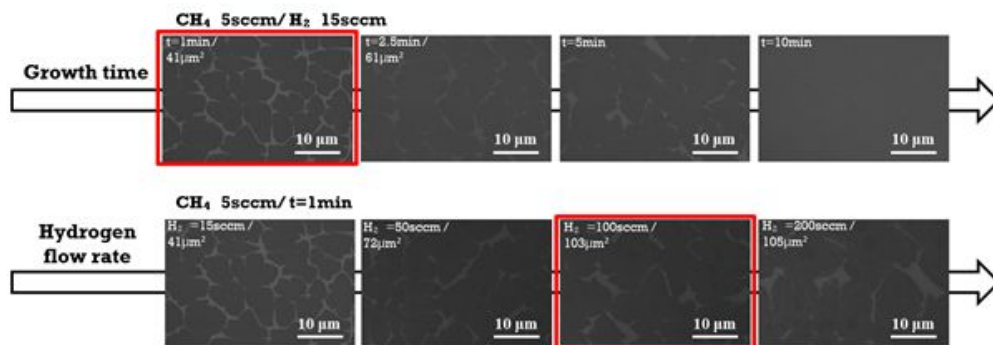 CH₄ 5sccm/H₂ 15sccm
Growth time
t=1min/
41μm²
10 μm
t=2.5min/
61μm²
10 μm
t=5min
10 μm
t=10min
10 μm
CH₄ 5sccm/t=1min
Hydrogen
flow rate
H₂ =15sccm/
41μm²
10 μm
H₂ =50sccm/
72μm²
10 μm
H₂ =100sccm/
103μm²
10 μm
H₂ =200sccm/
105μm²
10 μm